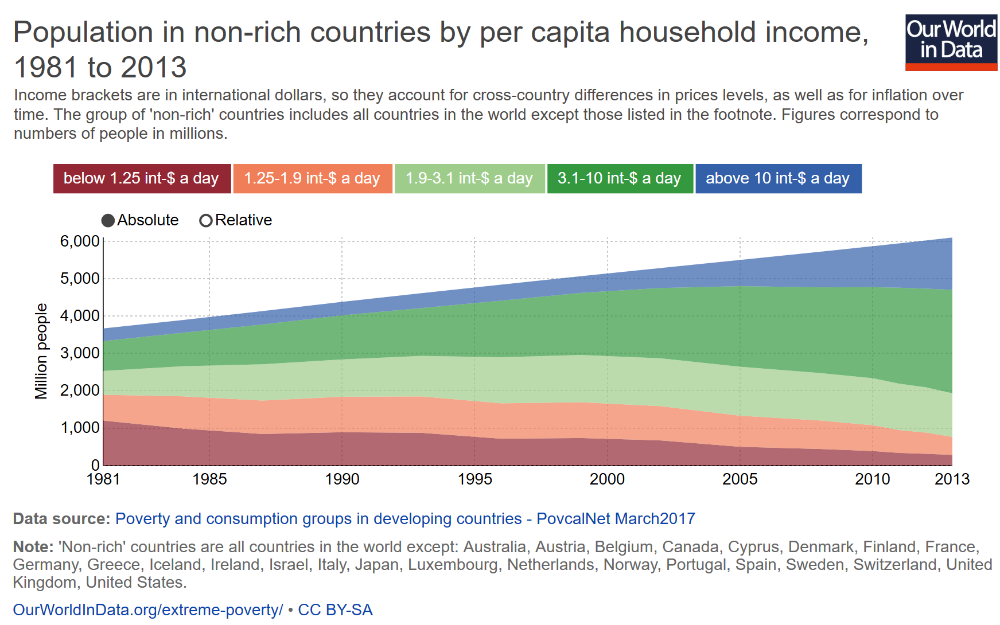 Population in non-rich countries by per capita household income,
1981 to 2013
Our World
in Data
Income brackets are in international dollars, so they account for cross-country differences in prices levels, as well as for inflation over
time. The group of 'non-rich' countries includes all countries in the world except those listed in the footnote. Figures correspond to
numbers of people in millions.
below 1.25 int-$ a day 1.25-1.9 int-$ a day 1.9-3.1 int-$ a day 3.1-10 int-$ a day above 10 int-$ a day
Absolute Relative
6,000
5,000
4,000
3,000
2,000
1,000
0
Million people
1981 1985 1990 1995 2000 2005 2010 2013
Data source: Poverty and consumption groups in developing countries - PovcalNet March2017
Note: 'Non-rich' countries are all countries in the world except: Australia, Austria, Belgium, Canada, Cyprus, Denmark, Finland, France,
Germany, Greece, Iceland, Ireland, Israel, Italy, Japan, Luxembourg, Netherlands, Norway, Portugal, Spain, Sweden, Switzerland, United
Kingdom, United States.
OurWorldInData.org/extreme-poverty/ • CC BY-SA